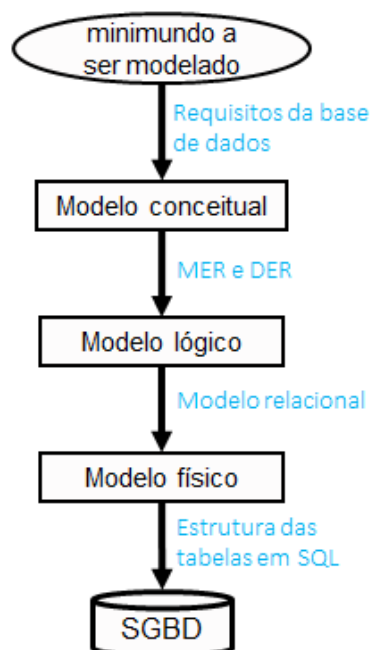 minimundo a
ser modelado
Requisitos da base
de dados
Modelo conceitual
MER e DER
Modelo lógico
Modelo relacional
Modelo físico
Estrutura das
tabelas em SQL
SGBD